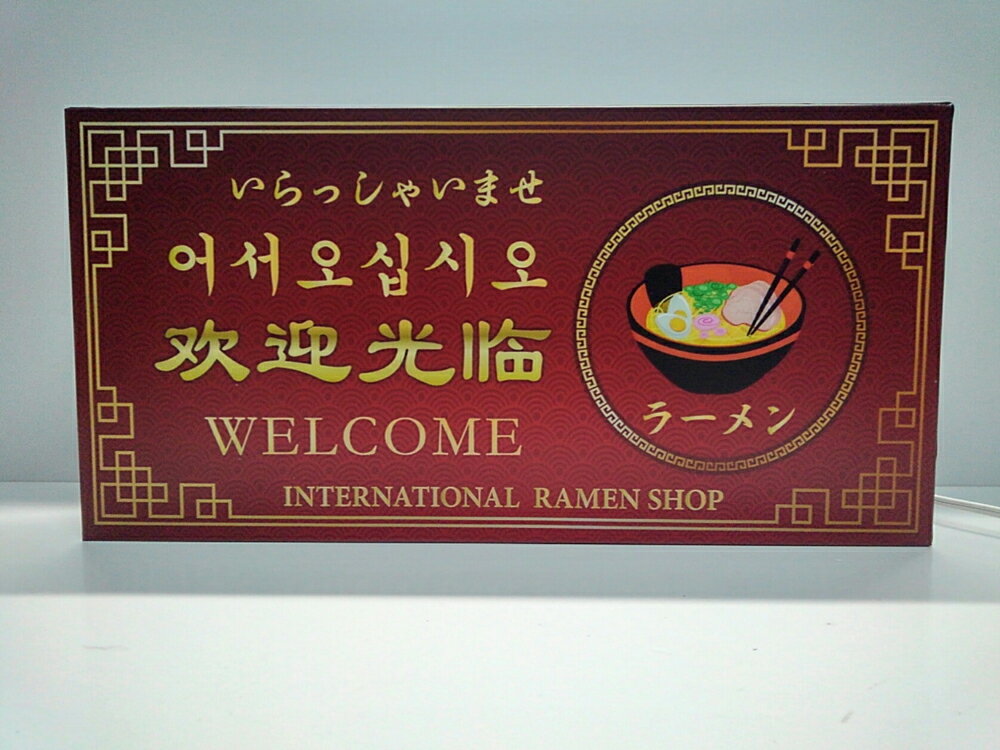 いらっしゃいませ
어서오십시오
欢迎光临
WELCOME
ラーメン
INTERNATIONAL RAMEN SHOP